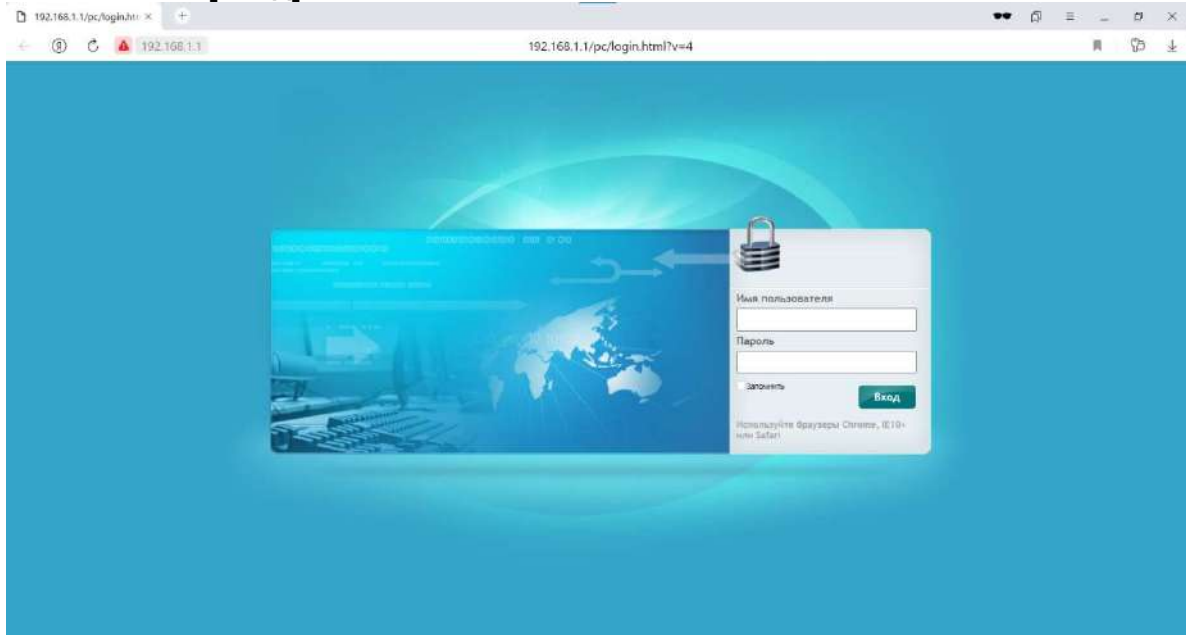 192.168.1.1/pc/login.ht
192.168.1.1
192.168.1.1/pc/login.html?v=4
Имя пользователя
Пароль
Запомнить
Вход
Используйте браузеры Chrome, IE10+
или Safari